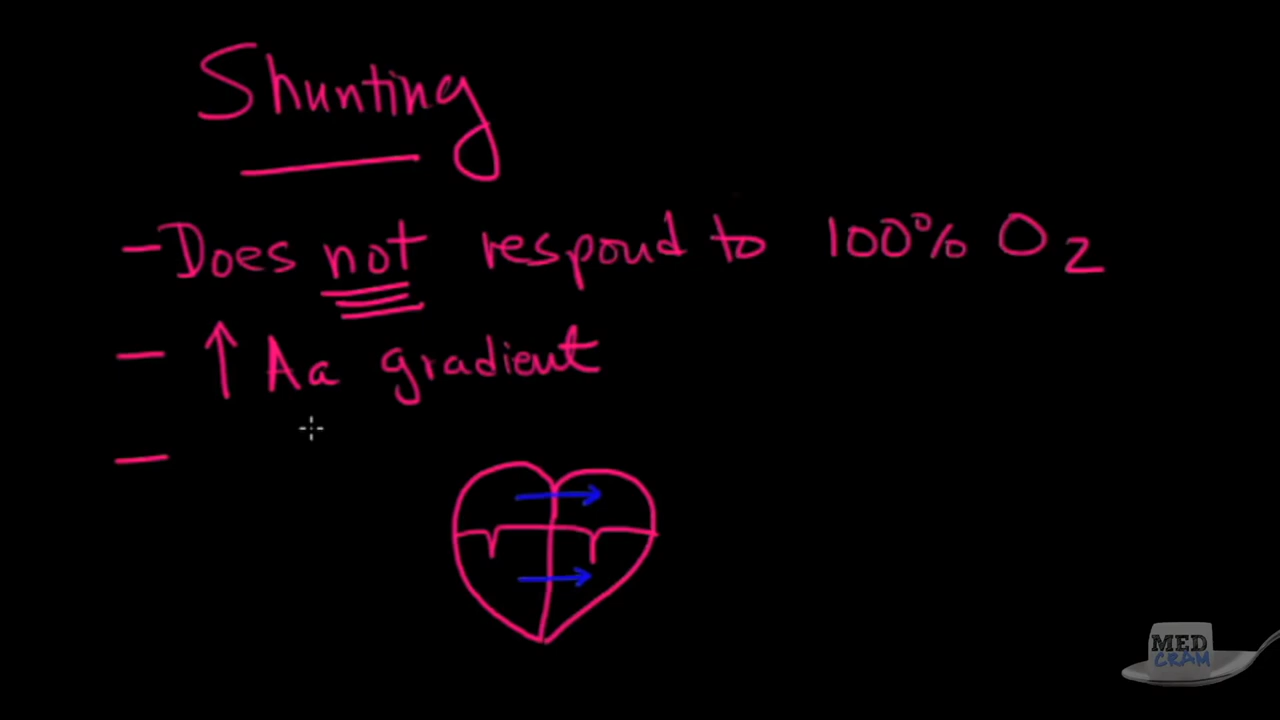 Shunting
- Does not respond to 100% O2
- ↑ Aa gradient
-
MED
CRAM